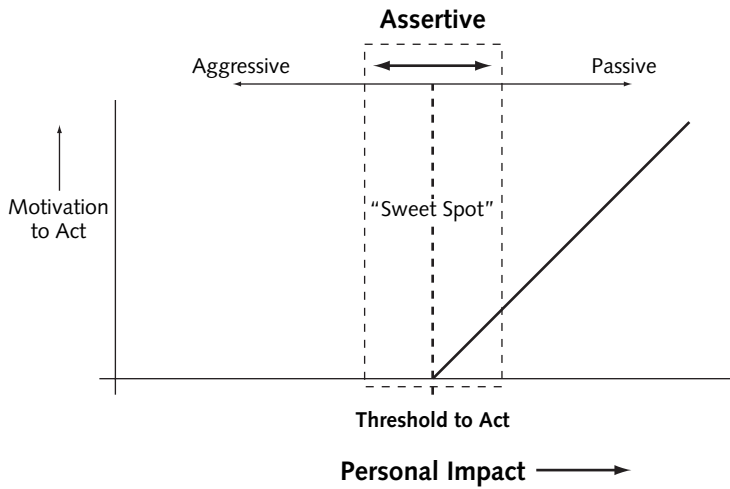 Assertive
Aggressive
Passive
Motivation
to Act
“Sweet Spot”
Threshold to Act
Personal Impact